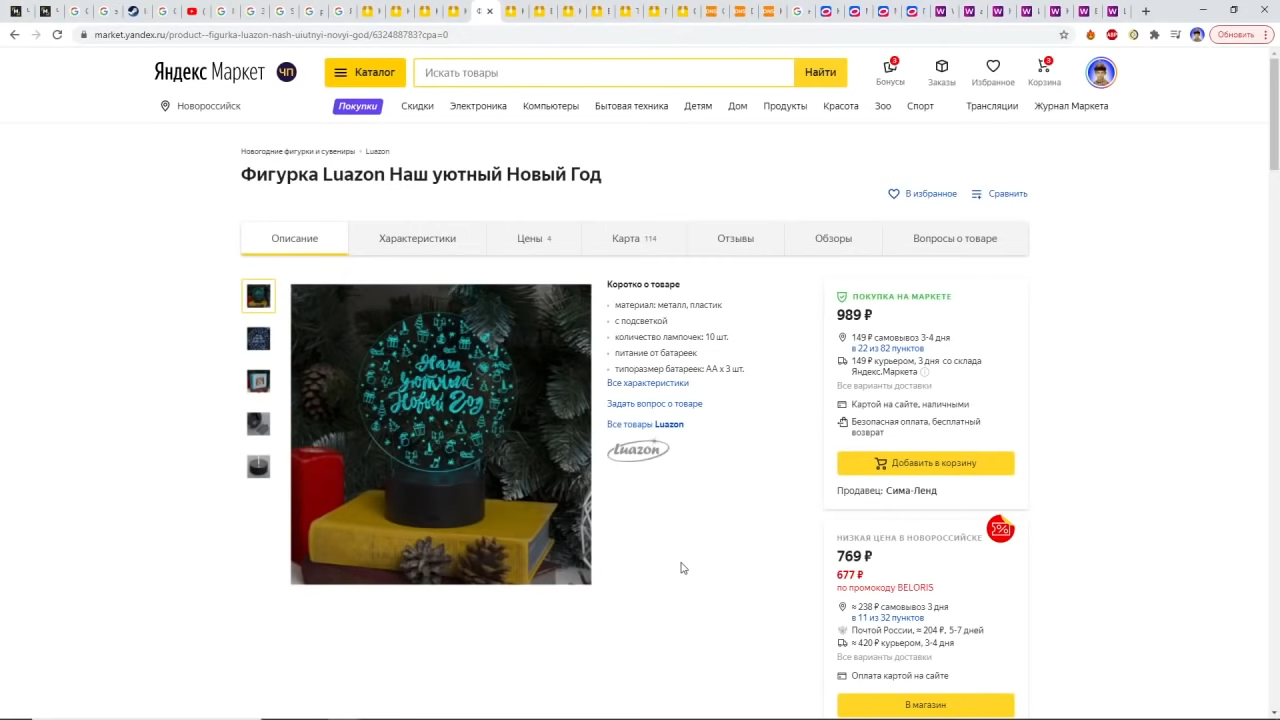 market.yandex.ru/product--figurka-luazon-nash-uiutnyi-novyi-god/632488783?cpa=0
Обновить
Яндекс Маркет
ЧП
Каталог
Искать товары
Найти
3
Бонусы
Заказы
Избранное
3
Корзина
Новороссийск
Покупки
Скидки
Электроника
Компьютеры
Бытовая техника
Детям
Дом
Продукты
Красота
Зоо
Спорт
Трансляции
Журнал Маркета
Новогодние фигурки и сувениры
Luazon
Фигурка Luazon Наш уютный Новый Год
В избранное
Сравнить
Описание
Характеристики
Цены 4
Карта 114
Отзывы
Обзоры
Вопросы о товаре
Наш
уютный
Новый Год
Коротко о товаре
материал: металл, пластик
с подсветкой
количество лампочек: 10 шт.
питание от батареек
типоразмер батареек: AA x 3 шт.
Все характеристики
Задать вопрос о товаре
Все товары Luazon
Luazon
ПОКУПКА НА МАРКЕТЕ
989 ₽
149 ₽ самовывоз 3-4 дня
в 22 из 82 пунктов
149 ₽ курьером, 3 дня со склада
Яндекс.Маркета
Все варианты доставки
Картой на сайте, наличными
Безопасная оплата, бесплатный
возврат
Добавить в корзину
Продавец: Сима-Ленд
%
НИЗКАЯ ЦЕНА В НОВОРОССИЙСКЕ
769 ₽
677 ₽
по промокоду BELORIS
≈ 238 ₽ самовывоз 3 дня
в 11 из 32 пунктов
Почтой России, ≈ 204 ₽, 5-7 дней
≈ 420 ₽ курьером, 3-4 дня
Все варианты доставки
Оплата картой на сайте
В магазин